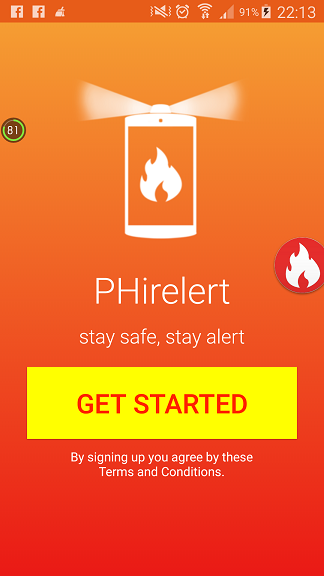 91% 22:13
81
PHirelert
stay safe, stay alert
GET STARTED
By signing up you agree by these
Terms and Conditions.